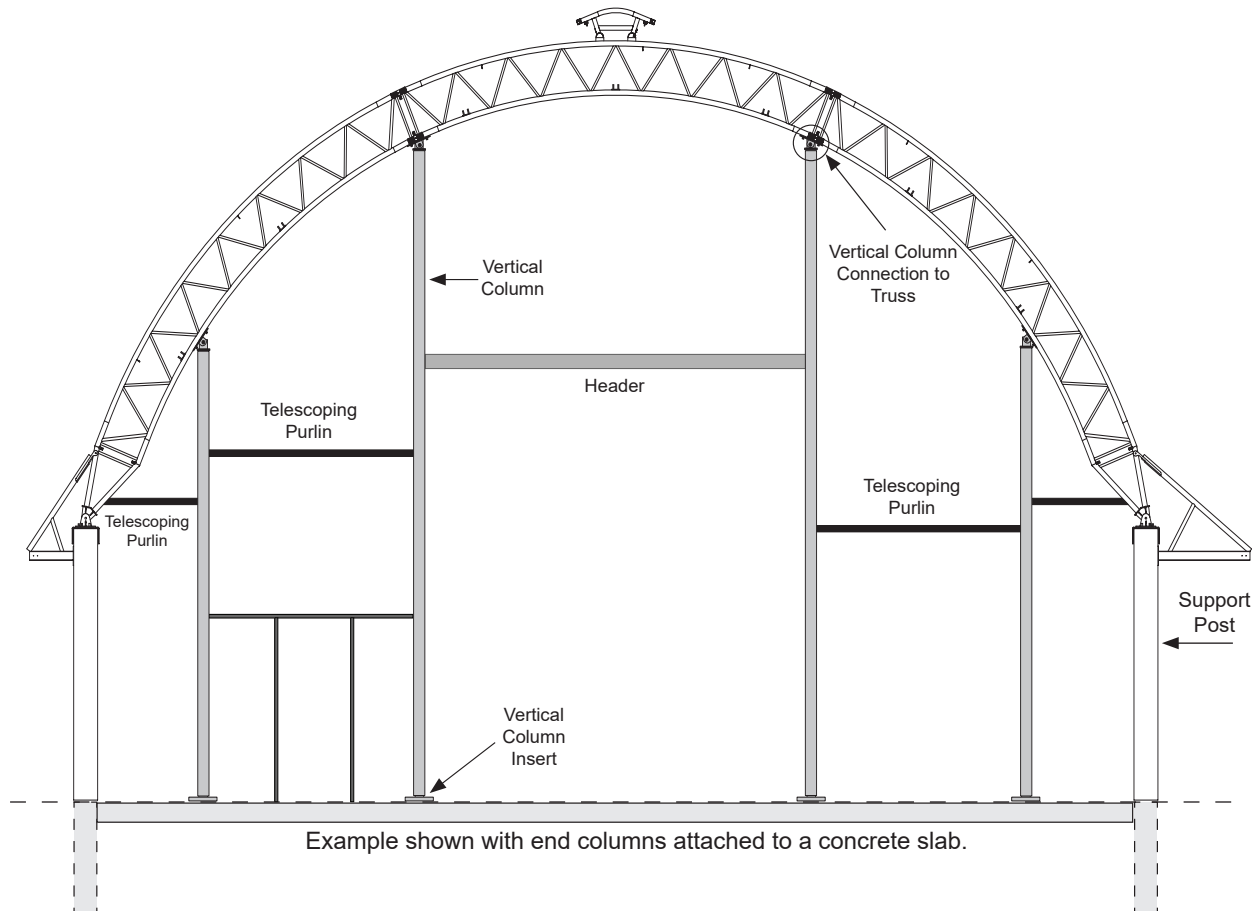 Vertical
Column
Vertical Column
Connection to
Truss
Header
Telescoping
Purlin
Telescoping
Purlin
Telescoping
Purlin
Support
Post
Vertical
Column
Insert
Example shown with end columns attached to a concrete slab.